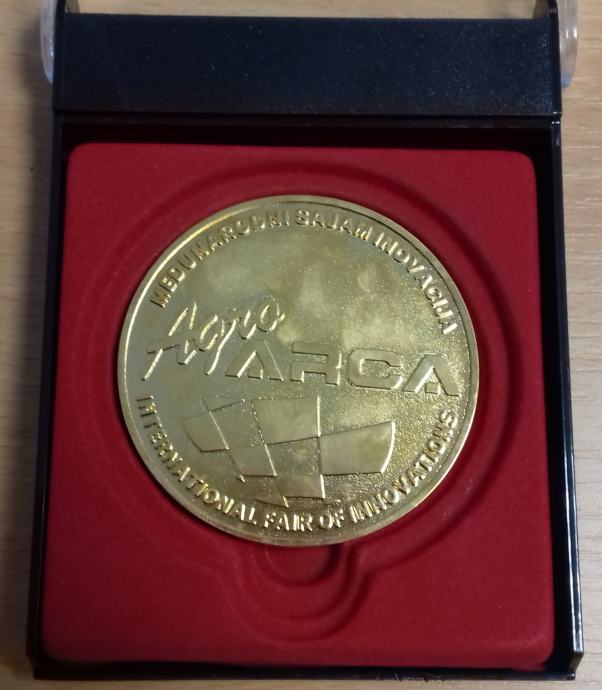 MEĐUNARODNI SAJAM INOVACIJA
Agro
ARCA
INTERNATIONAL FAIR OF INNOVATIONS